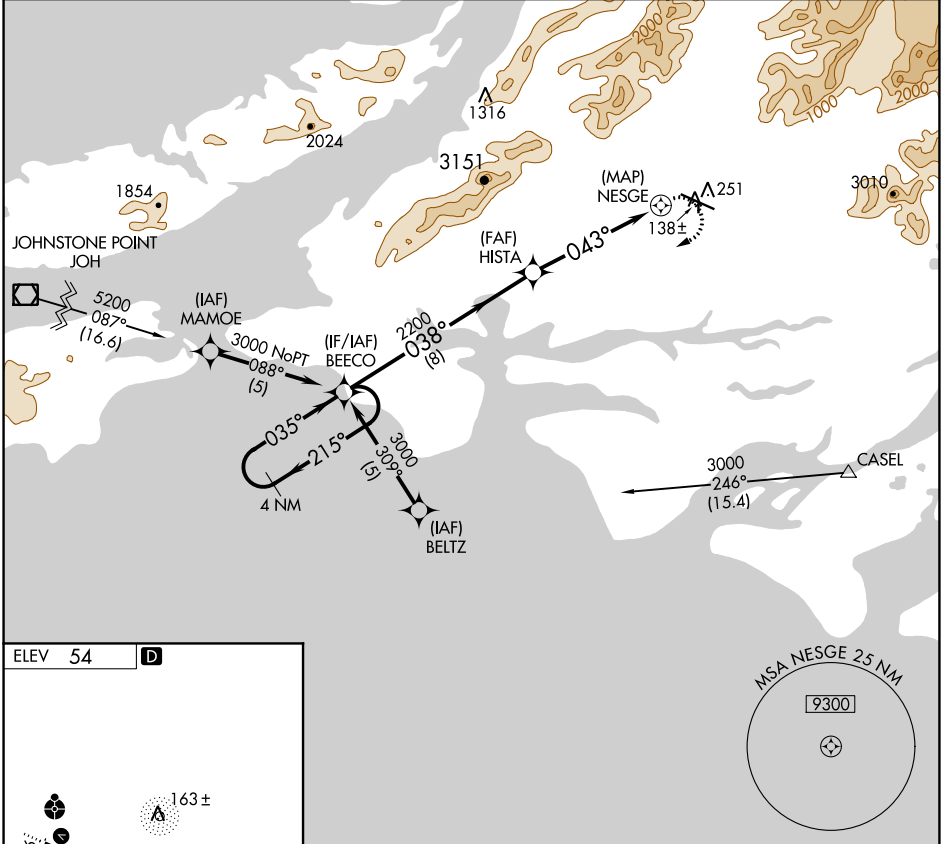 2000
1316
2024
3151
1854
1000
2000
3010
(MAP)
NESGE
251
138±
JOHNSTONE POINT
JOH
5200
087°
(16.6)
(IAF)
MAMOE
3000 NoPT
088°
(5)
(IF/IAF)
BEECO
2200
038°
(8)
(FAF)
HISTA
043°
035°
215°
4 NM
3000
309°
(5)
(IAF)
BELTZ
3000
246°
(15.4)
CASEL
MSA NESGE 25 NM
9300
ELEV 54
D
163±